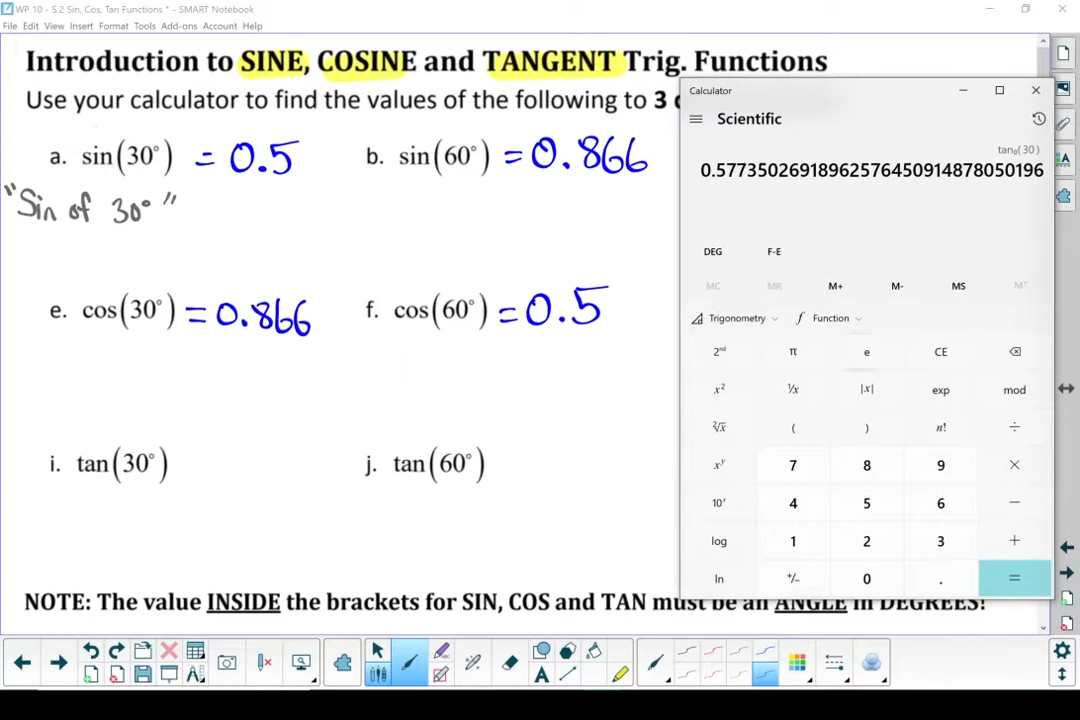 WP 10 - 5.2 Sin, Cos, Tan Functions * - SMART Notebook
File Edit View Insert Format Tools Add-ons Account Help
Introduction to SINE, COSINE and TANGENT Trig. Functions
Use your calculator to find the values of the following to 3
a. sin(30°) = 0.5
b. sin(60°) = 0.866
"Sin of 30°"
e. cos(30°) = 0.866
f. cos(60°) = 0.5
i. tan(30°)
j. tan(60°)
NOTE: The value INSIDE the brackets for SIN, COS and TAN must be an ANGLE in DEGREES!
Calculator
Scientific
tan₀(30)
0.57735026918962576450914878050196
DEG F-E
MC MR M+ M- MS M˅
Trigonometry Function
2ⁿᵈ π e CE
x² ¹/x |x| exp mod
²√x ( ) n! ÷
xʸ 7 8 9 ×
10ˣ 4 5 6 −
log 1 2 3 +
ln +/- 0 . =